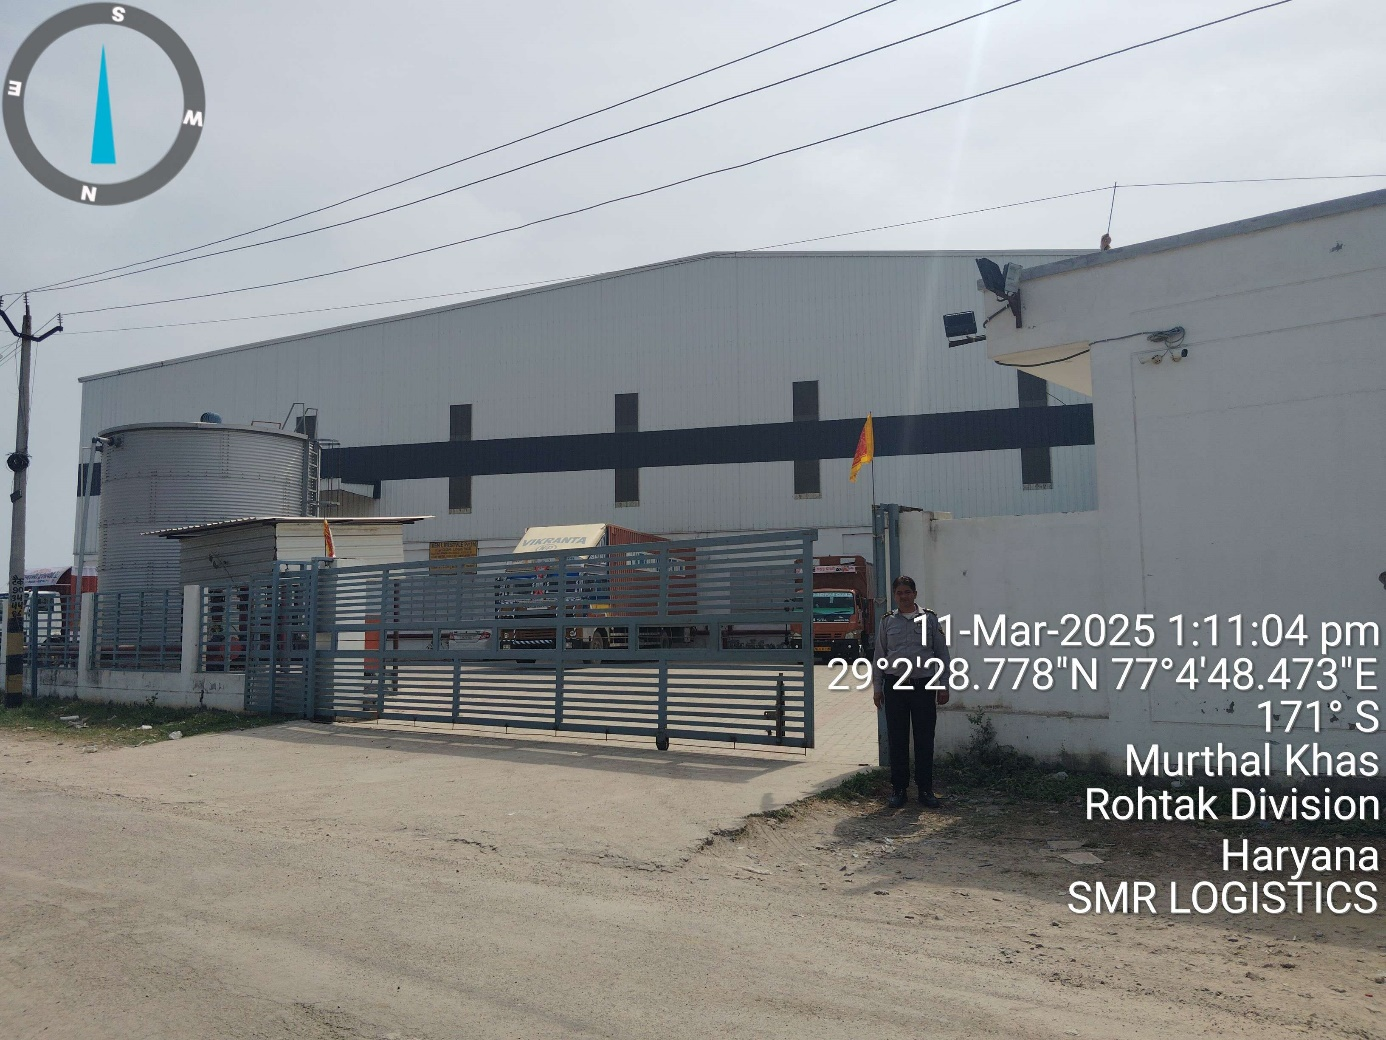 S
E
W
N
VIKRANTA
11-Mar-2025 1:11:04 pm
29°2'28.778"N 77°4'48.473"E
171° S
Murthal Khas
Rohtak Division
Haryana
SMR LOGISTICS